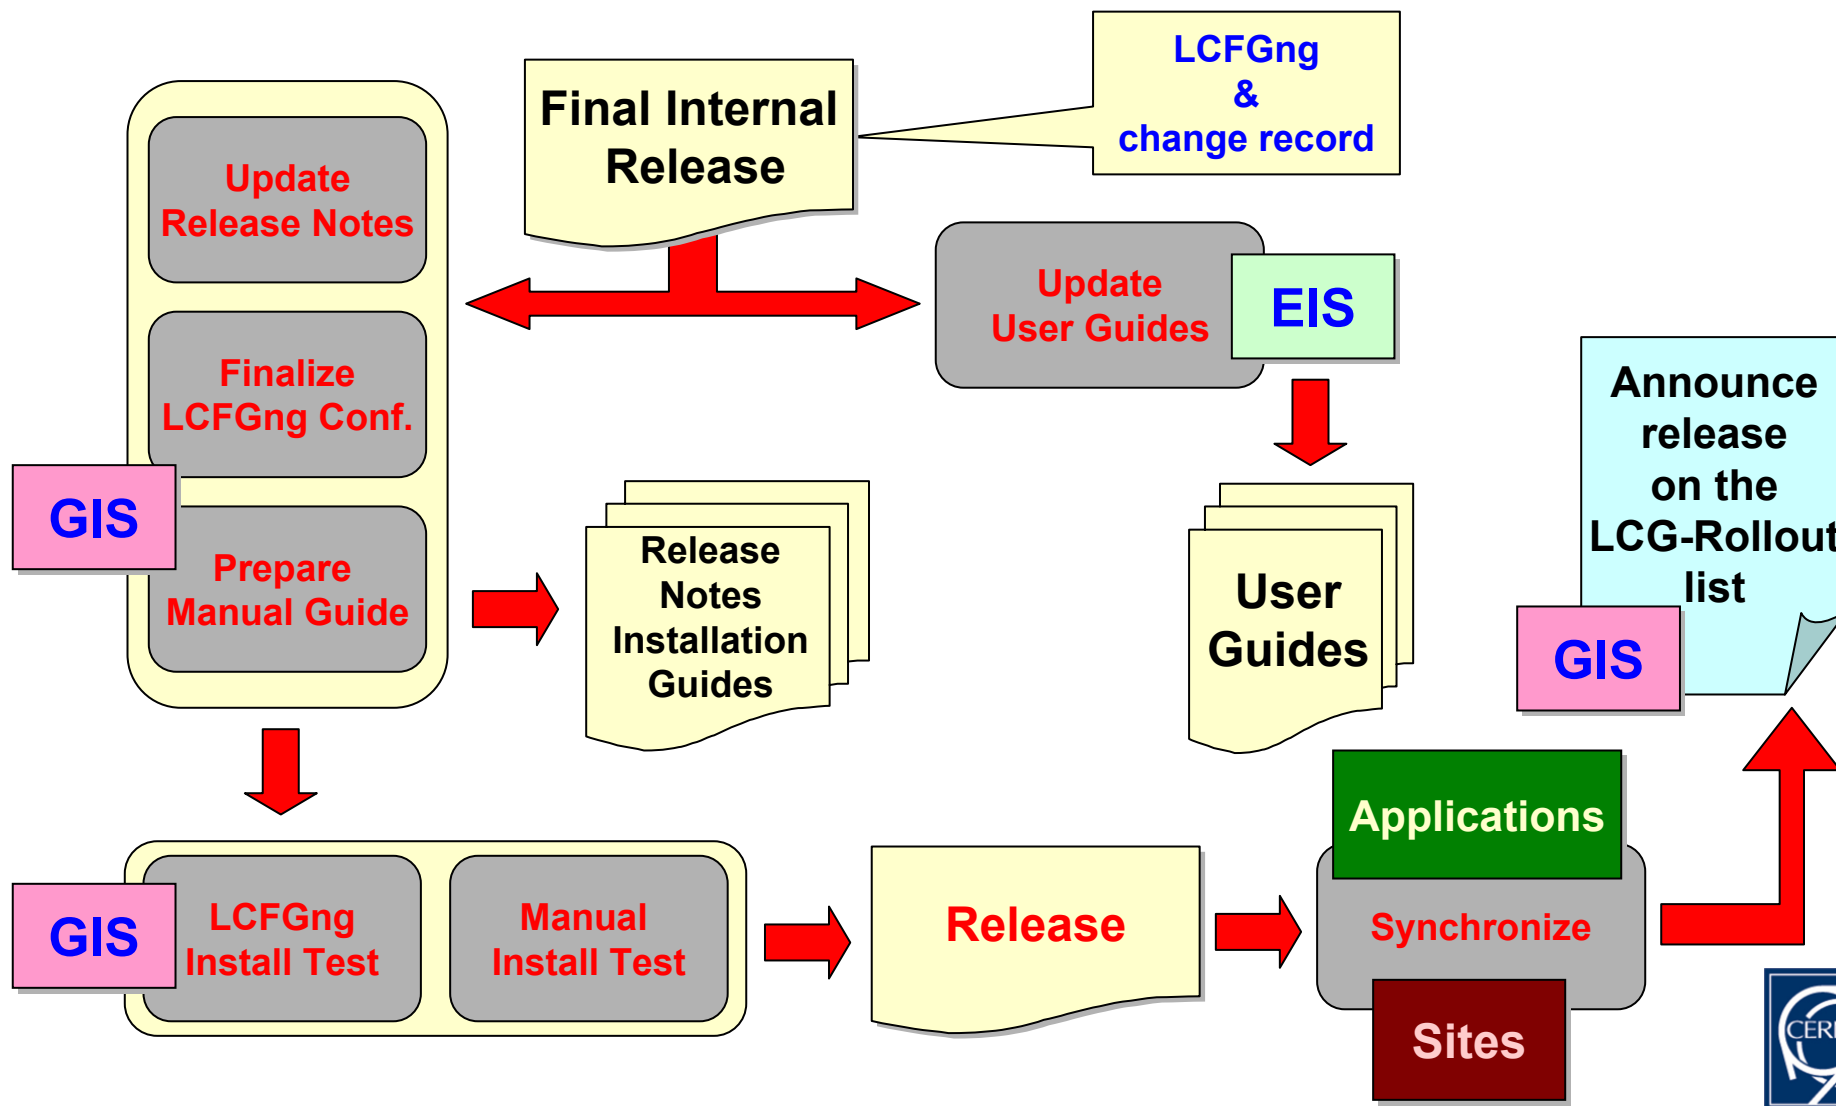 LCFGng
&
change record
Final Internal
Release
Update
Release Notes
Finalize
LCFGng Conf.
GIS
Prepare
Manual Guide
Update
User Guides
EIS
Release
Notes
Installation
Guides
User
Guides
Announce
release
on the
LCG-Rollout
list
GIS
GIS
LCFGng
Install Test
Manual
Install Test
Release
Applications
Synchronize
Sites